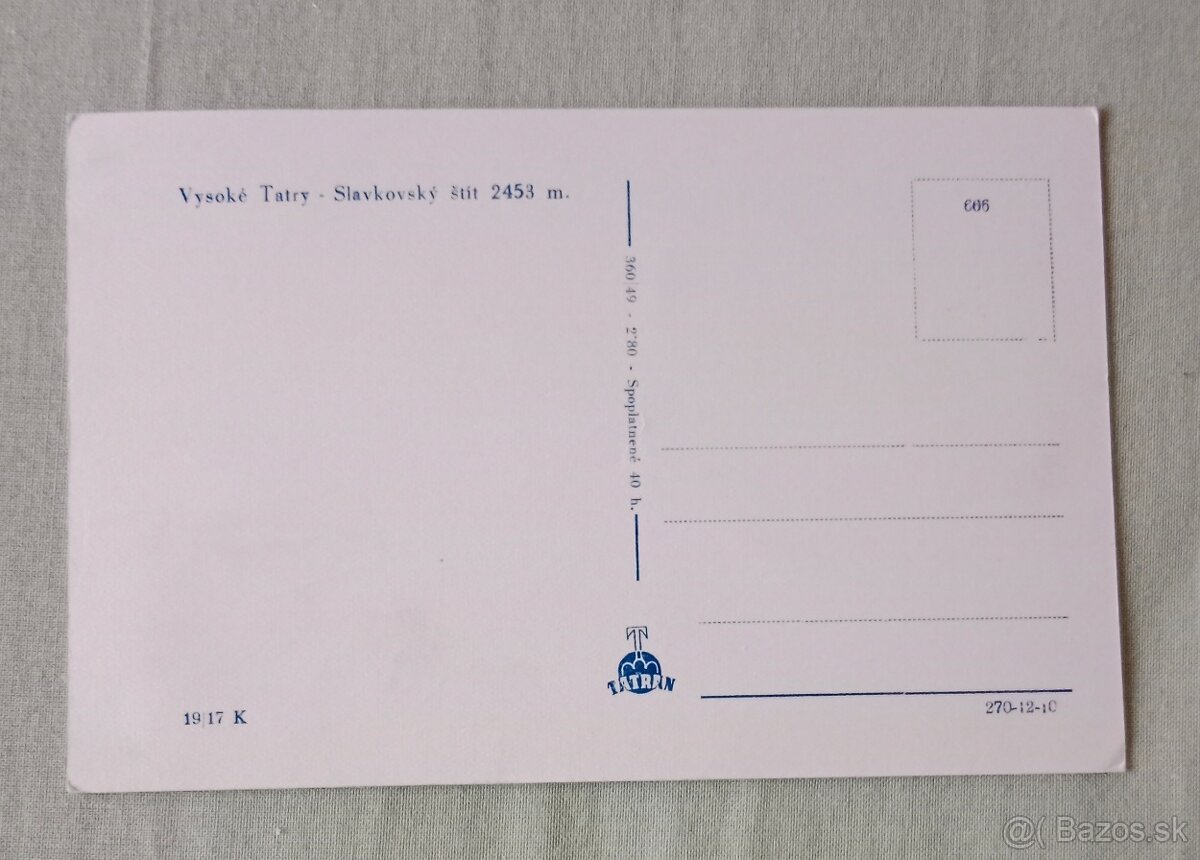 Vysoké Tatry - Slavkovský štít 2453 m.
606
360|49 - 2'80 - Spoplatnené 40 h.
T
TATRAN
19|17 K
270-12-10
@( Bazos.sk